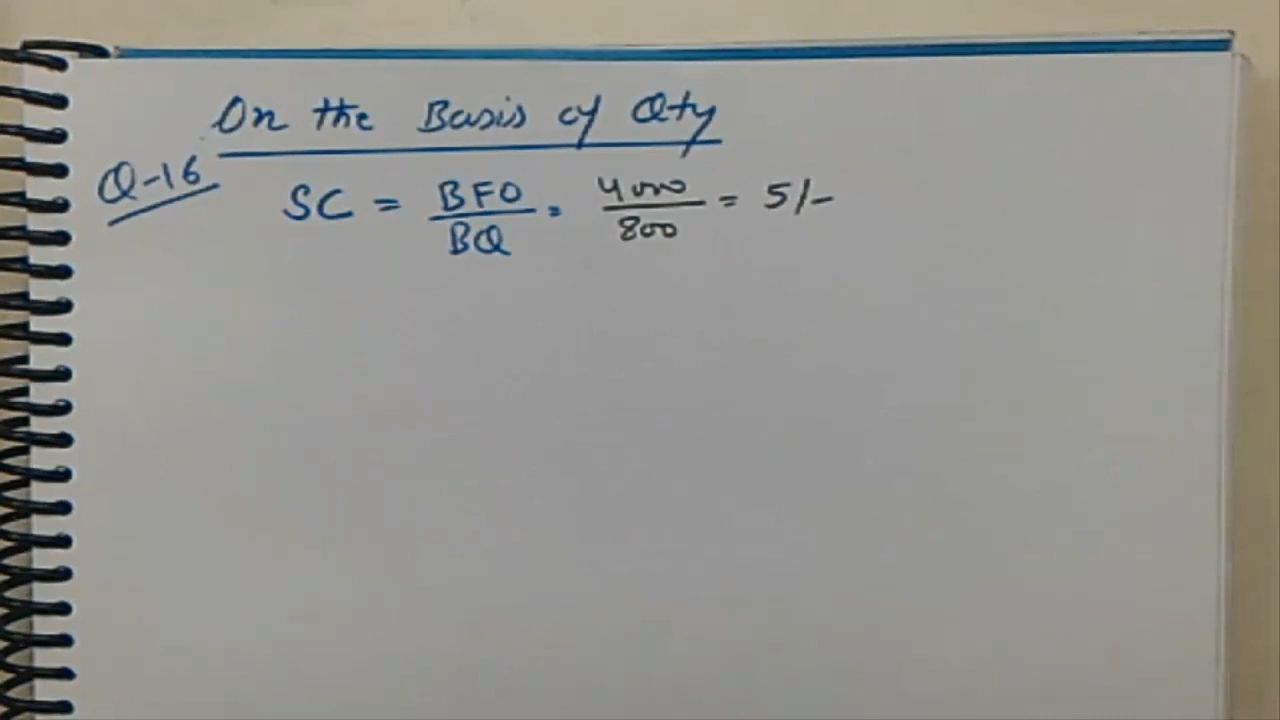 On the Basis of Qty
Q-16
SC = BFO / BQ = 4000 / 800 = 5/-